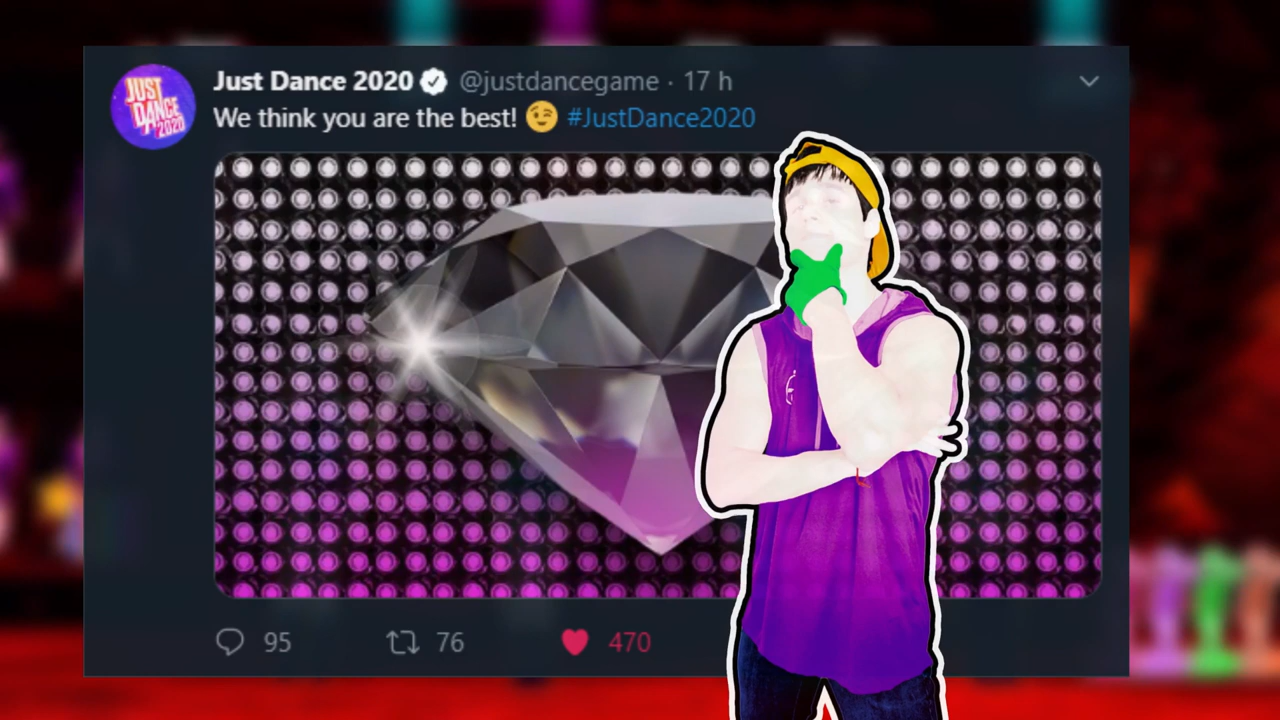 JUST
DANCE
2020
Just Dance 2020 @justdancegame · 17 h
We think you are the best! 😉 #JustDance2020
95 76 470